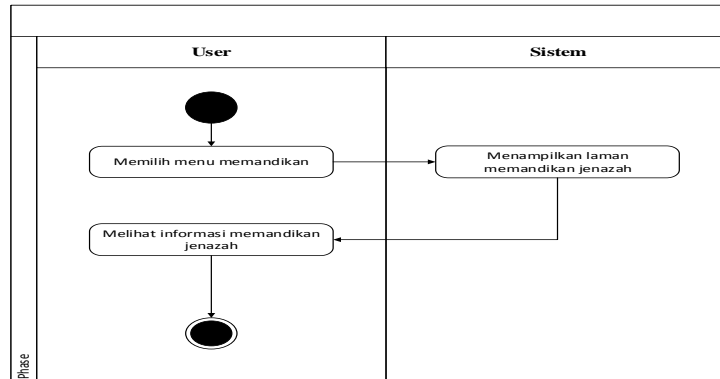 User
Sistem
Memilih menu memandikan
Menampilkan laman
memandikan jenazah
Melihat informasi memandikan
jenazah
Phase